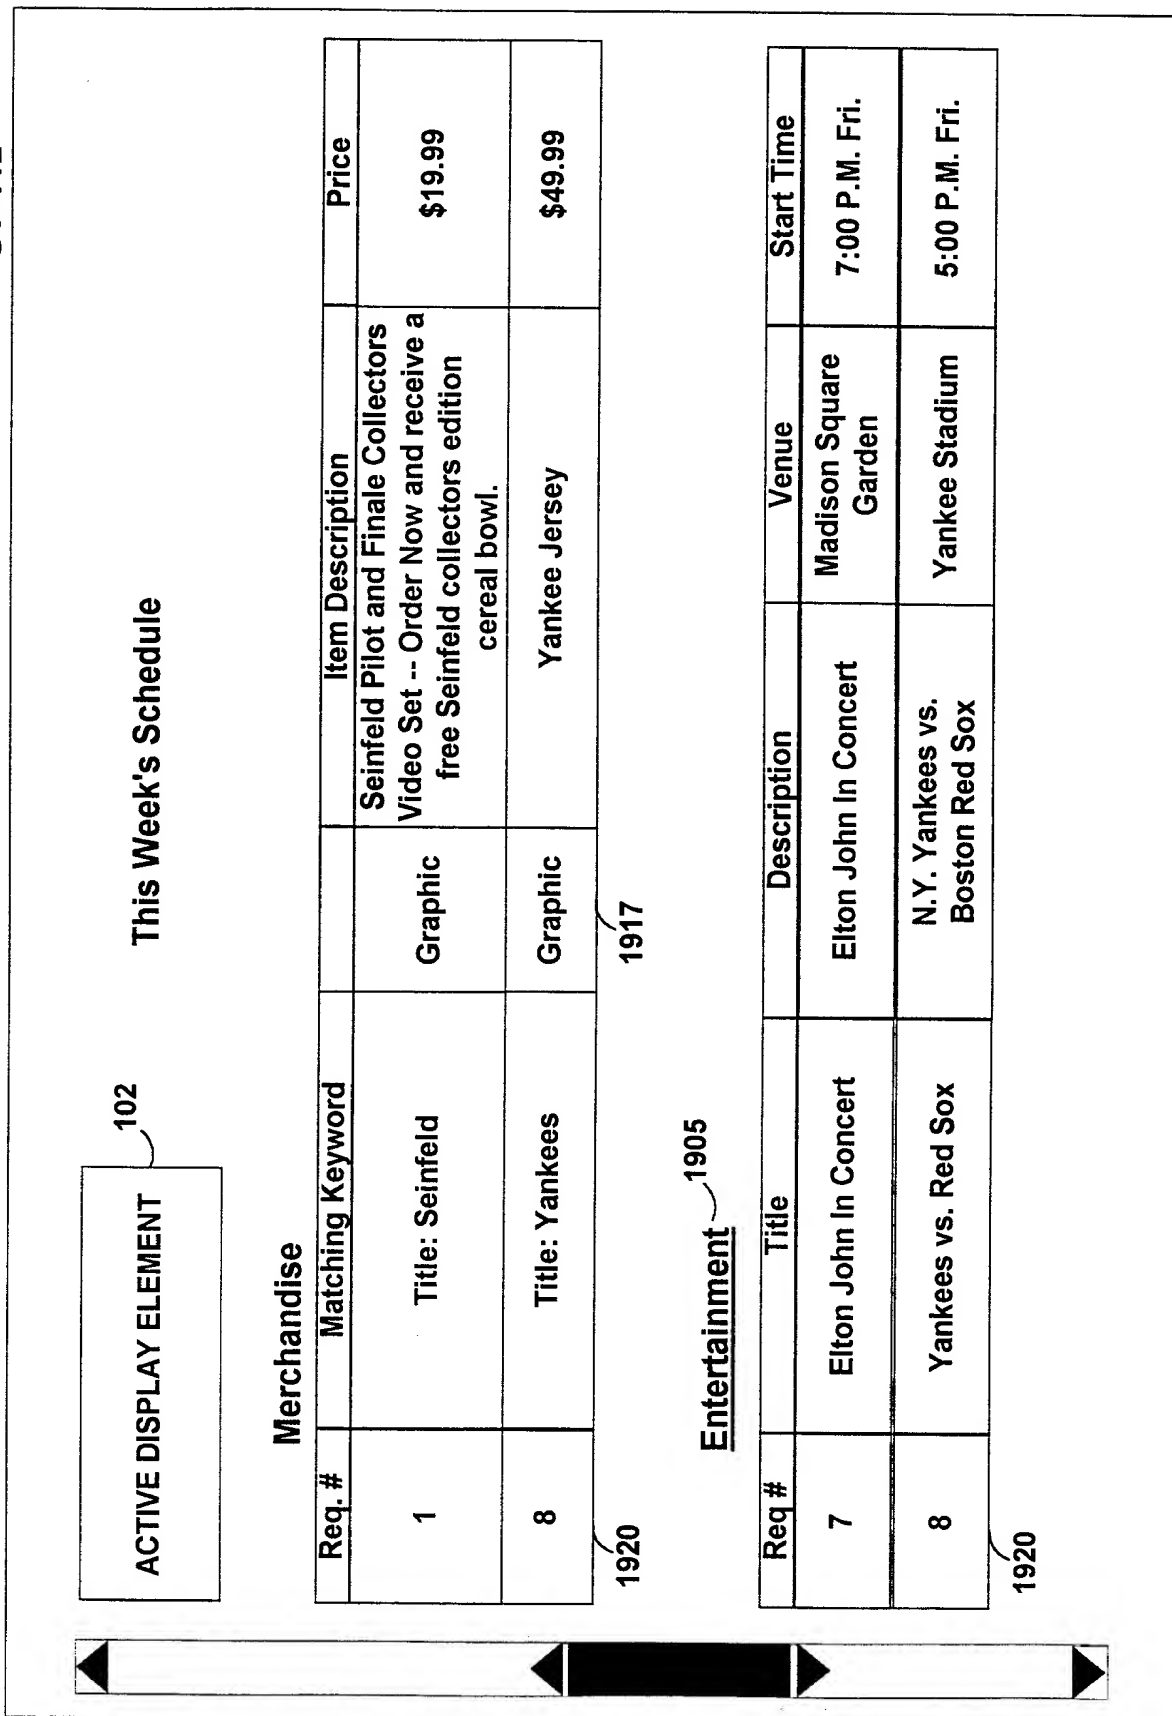 ACTIVE DISPLAY ELEMENT
102
This Week's Schedule
Merchandise
Req. # Matching Keyword Item Description Price
1 Title: Seinfeld Graphic Seinfeld Pilot and Finale Collectors
Video Set -- Order Now and receive a
free Seinfeld collectors edition
cereal bowl.
$19.99
8 Title: Yankees Graphic Yankee Jersey $49.99
1920
1917
Entertainment
1905
Req # Title Description Venue Start Time
7 Elton John In Concert Elton John In Concert Madison Square
Garden
7:00 P.M. Fri.
8 Yankees vs. Red Sox N.Y. Yankees vs.
Boston Red Sox
Yankee Stadium 5:00 P.M. Fri.
1920